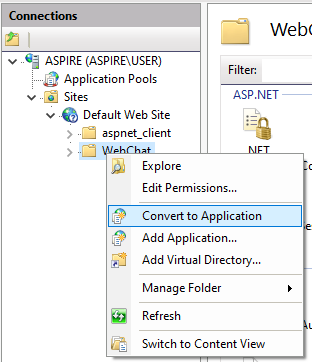 Connections
ASPIRE (ASPIRE\USER)
Application Pools
Sites
Default Web Site
aspnet_client
WebChat
Explore
Edit Permissions...
Convert to Application
Add Application...
Add Virtual Directory...
Manage Folder
Refresh
Switch to Content View
WebC
Filter:
ASP.NET
.NET